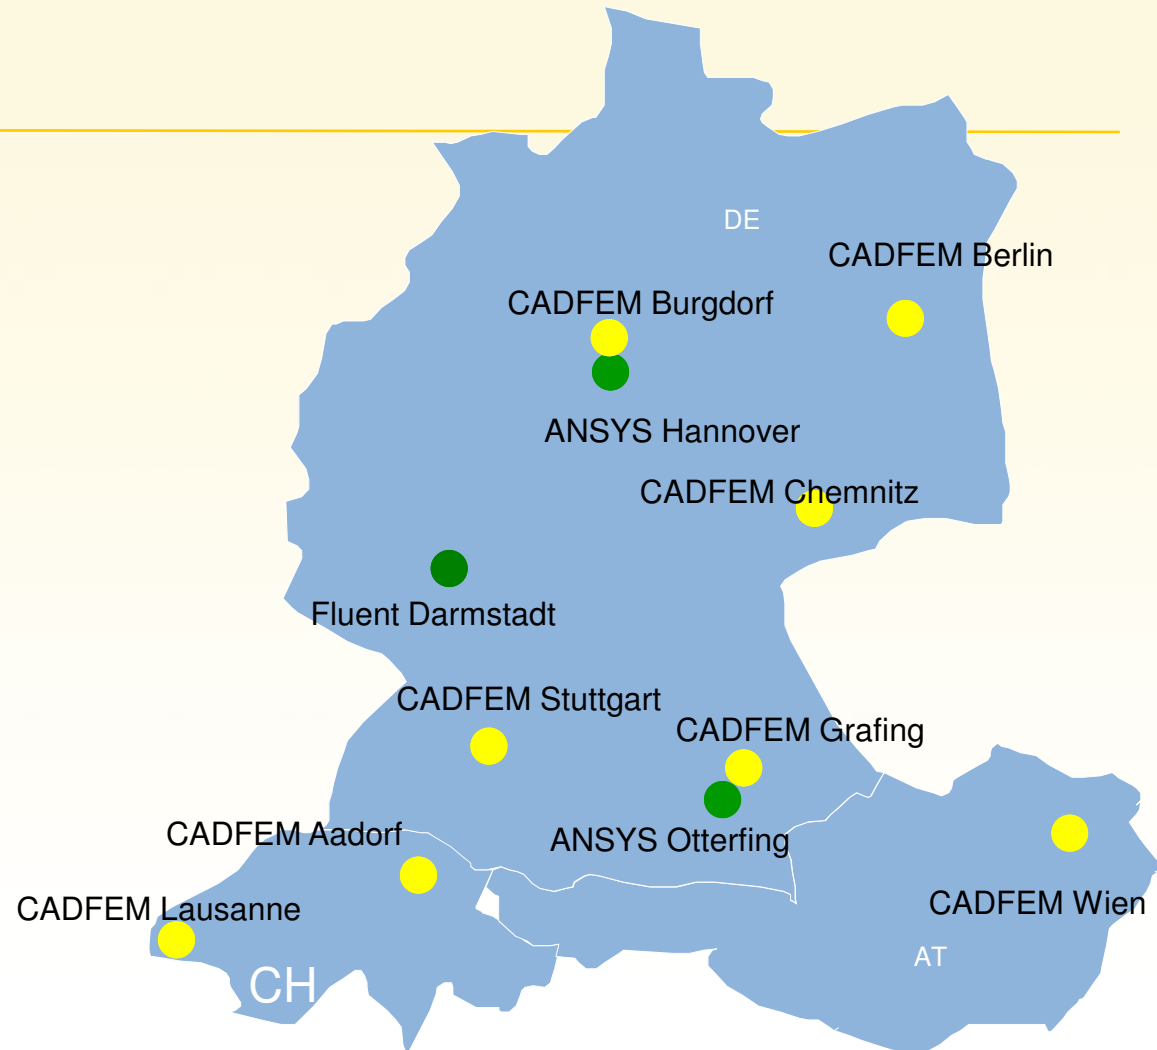 DE
CADFEM Berlin
CADFEM Burgdorf
ANSYS Hannover
CADFEM Chemnitz
Fluent Darmstadt
CADFEM Stuttgart
CADFEM Grafing
CADFEM Aadorf
ANSYS Otterfing
CADFEM Lausanne
CADFEM Wien
AT
CH